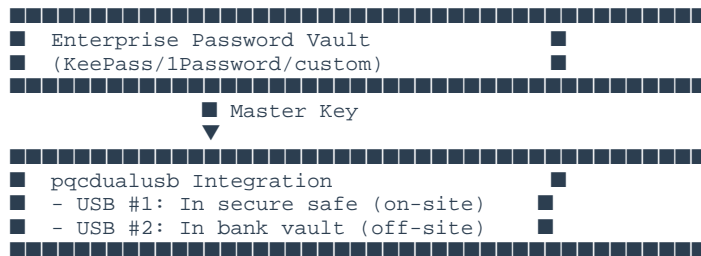 ■■■■■■■■■■■■■■■■■■■■■■■■■■■■■■■■■■■■■■■■■■■
■ Enterprise Password Vault ■
■ (KeePass/1Password/custom) ■
■■■■■■■■■■■■■■■■■■■■■■■■■■■■■■■■■■■■■■■■■■■
■ Master Key
▼
■■■■■■■■■■■■■■■■■■■■■■■■■■■■■■■■■■■■■■■■■■■
■ pqcdualusb Integration ■
■ - USB #1: In secure safe (on-site) ■
■ - USB #2: In bank vault (off-site) ■
■■■■■■■■■■■■■■■■■■■■■■■■■■■■■■■■■■■■■■■■■■■